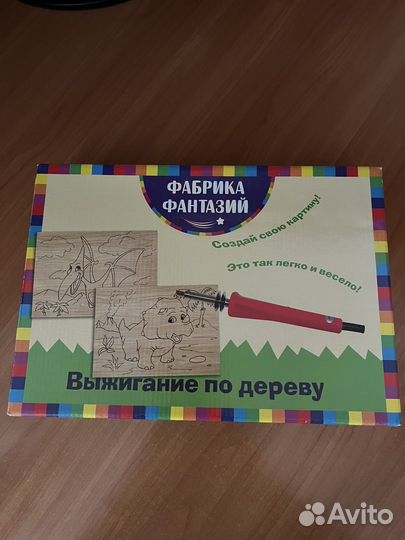 ФАБРИКА
ФАНТАЗИЙ
Создай свою картину!
Это так легко и весело!
Выжигание по дереву
Avito